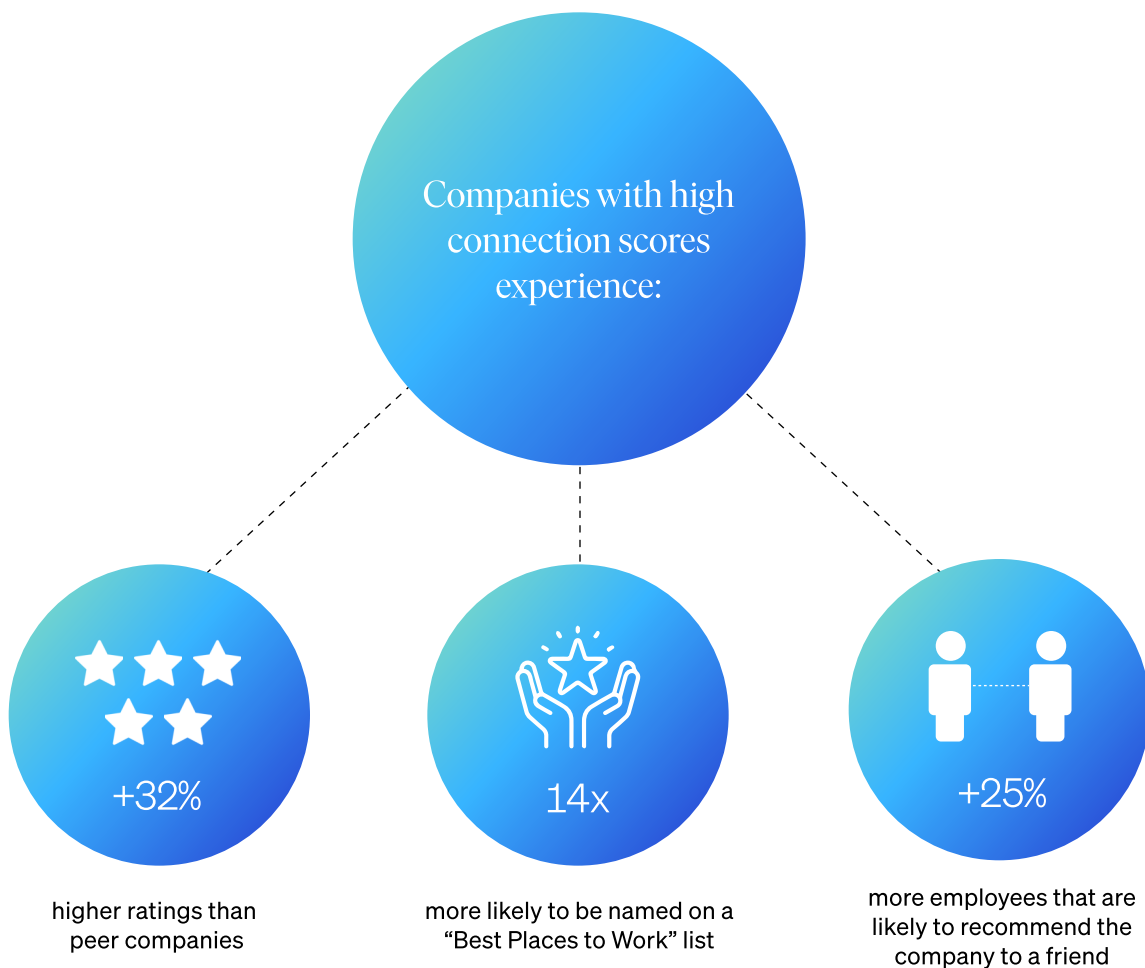 Companies with high
connection scores
experience:
+32%
higher ratings than
peer companies
14x
more likely to be named on a
“Best Places to Work” list
+25%
more employees that are
likely to recommend the
company to a friend